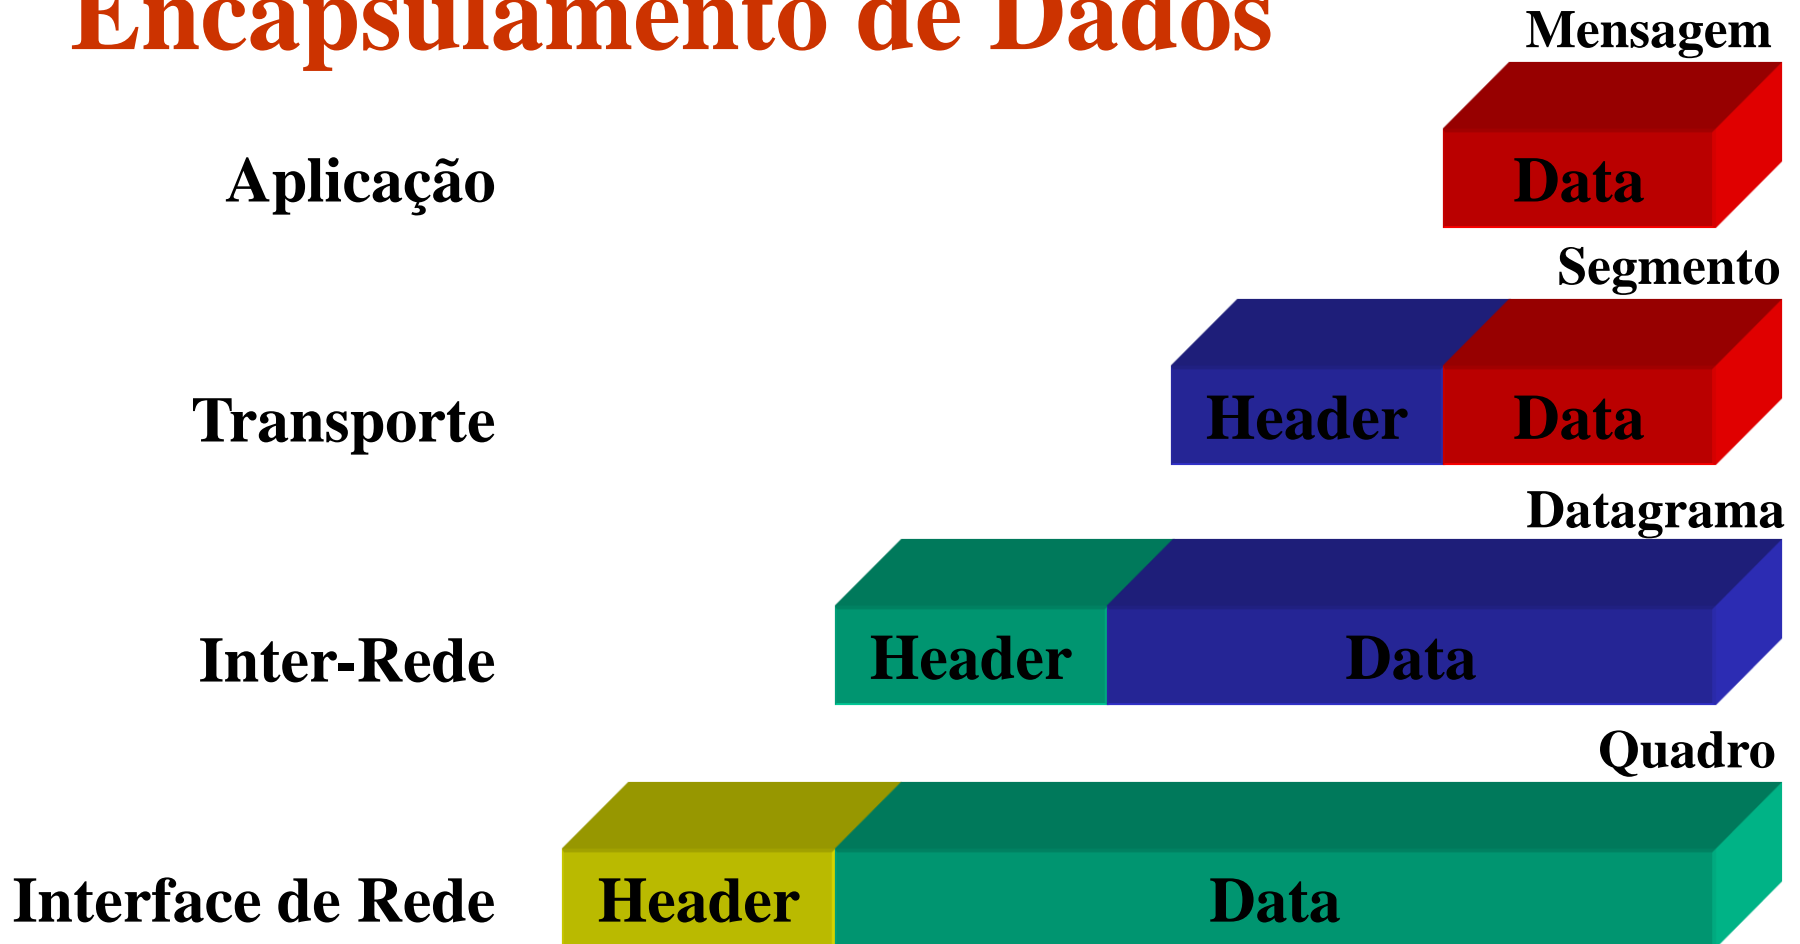 Encapsulamento de Dados
Mensagem
Aplicação
Data
Segmento
Transporte
Header
Data
Datagrama
Inter-Rede
Header
Data
Quadro
Interface de Rede
Header
Data